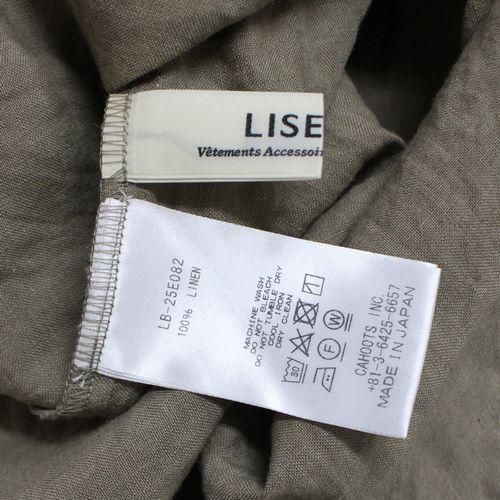 LISE
Vêtements Accessoir
LB-25E082
100% LINEN
MACHINE WASH
DO NOT BLEACH
DO NOT TUMBLE DRY
COOL IRON
DRY CLEAN
30
F
W
CAHOOTS INC.
+81-3-6425-6657
MADE IN JAPAN